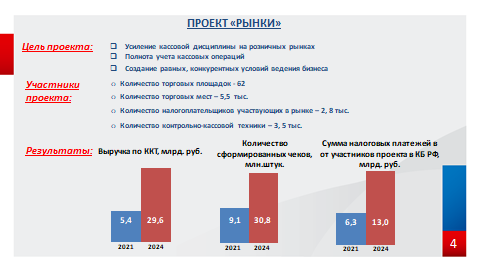 ПРОЕКТ «РЫНКИ»
Цель проекта:
❑ Усиление кассовой дисциплины на розничных рынках
❑ Полнота учета кассовых операций
❑ Создание равных, конкурентных условий ведения бизнеса
Участники
проекта:
Количество торговых площадок - 62
Количество торговых мест – 5,5 тыс.
Количество налогоплательщиков участвующих в рынке – 2, 8 тыс.
Количество контрольно-кассовой техники – 3, 5 тыс.
Результаты:
Выручка по ККТ, млрд. руб.
5,4
29,6
2021
2024
Количество
сформированных чеков,
млн.штук.
9,1
30,8
2021
2024
Сумма налоговых платежей в
от участников проекта в КБ РФ,
млрд. руб.
6,3
13,0
2021
2024
4